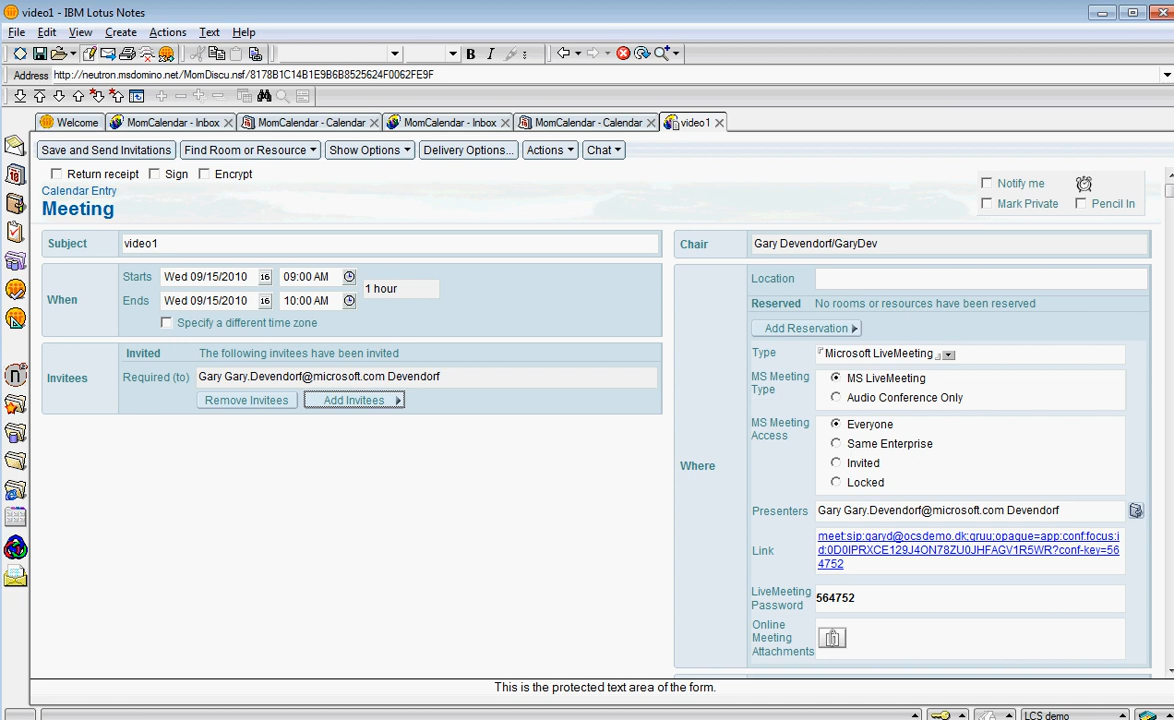 video1 - IBM Lotus Notes
File Edit View Create Actions Text Help
B I
Address http://neutron.msdomino.net/MomDiscu.nsf/8178B1C14B1E9B6B8525624F0062FE9F
Welcome MomCalendar - Inbox MomCalendar - Calendar MomCalendar - Inbox MomCalendar - Calendar video1
Save and Send Invitations Find Room or Resource Show Options Delivery Options... Actions Chat
Return receipt Sign Encrypt
Calendar Entry
Meeting
Notify me
Mark Private Pencil In
Subject video1
When
Starts Wed 09/15/2010 16 09:00 AM
Ends Wed 09/15/2010 16 10:00 AM
1 hour
Specify a different time zone
Invitees
Invited The following invitees have been invited
Required (to) Gary Gary.Devendorf@microsoft.com Devendorf
Remove Invitees Add Invitees
Chair Gary Devendorf/GaryDev
Where
Location
Reserved No rooms or resources have been reserved
Add Reservation
Type Microsoft LiveMeeting
MS Meeting Type
MS LiveMeeting
Audio Conference Only
MS Meeting Access
Everyone
Same Enterprise
Invited
Locked
Presenters Gary Gary.Devendorf@microsoft.com Devendorf
Link
meet:sip:garyd@ocsdemo.dk;gruu;opaque=app:conf:focus:i
d:0D0IPRXCE129J4ON78ZU0JHFAGV1R5WR?conf-key=56
4752
LiveMeeting
Password 564752
Online
Meeting
Attachments
This is the protected text area of the form.
LCS demo